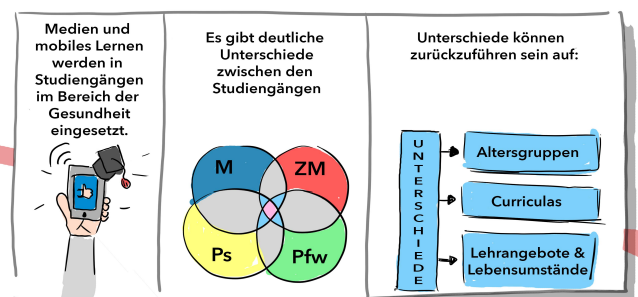 Medien und
mobiles Lernen
werden in
Studiengängen
im Bereich der
Gesundheit
eingesetzt.
Es gibt deutliche
Unterschiede
zwischen den
Studiengängen
M
ZM
Ps
Pfw
Unterschiede können
zurückzuführen sein auf:
UNTERSCHIEDE
Altersgruppen
Curriculas
Lehrangebote &
Lebensumstände